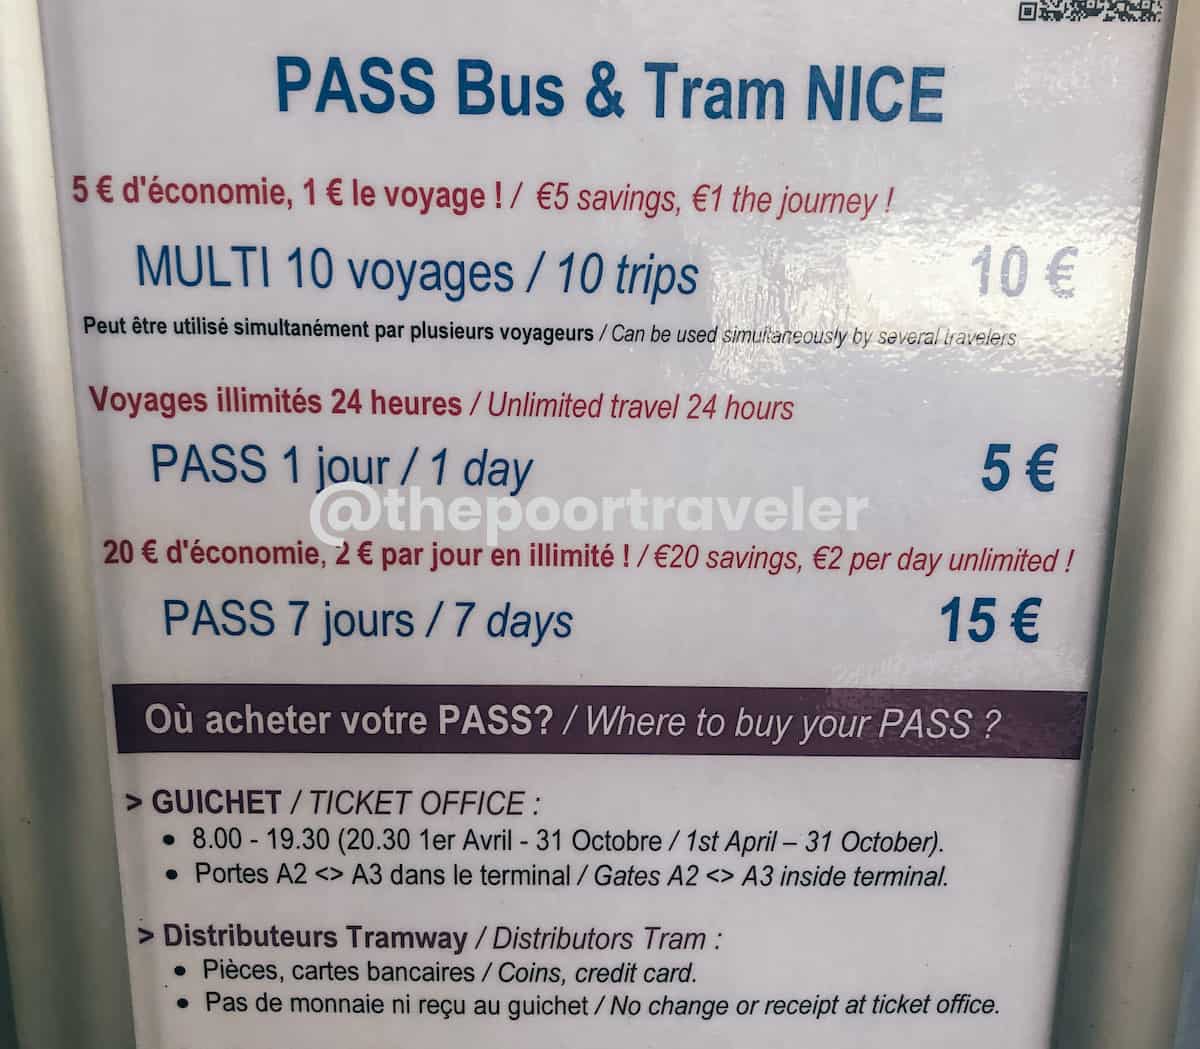 PASS Bus & Tram NICE
5 € d'économie, 1 € le voyage ! / €5 savings, €1 the journey !
MULTI 10 voyages / 10 trips 10 €
Peut être utilisé simultanément par plusieurs voyageurs / Can be used simultaneously by several travelers
Voyages illimités 24 heures / Unlimited travel 24 hours
PASS 1 jour / 1 day 5 €
@thepoortraveler
20 € d'économie, 2 € par jour en illimité ! / €20 savings, €2 per day unlimited !
PASS 7 jours / 7 days 15 €
Où acheter votre PASS? / Where to buy your PASS ?
> GUICHET / TICKET OFFICE :
• 8.00 - 19.30 (20.30 1er Avril - 31 Octobre / 1st April – 31 October).
• Portes A2 <> A3 dans le terminal / Gates A2 <> A3 inside terminal.
> Distributeurs Tramway / Distributors Tram :
• Pièces, cartes bancaires / Coins, credit card.
• Pas de monnaie ni reçu au guichet / No change or receipt at ticket office.